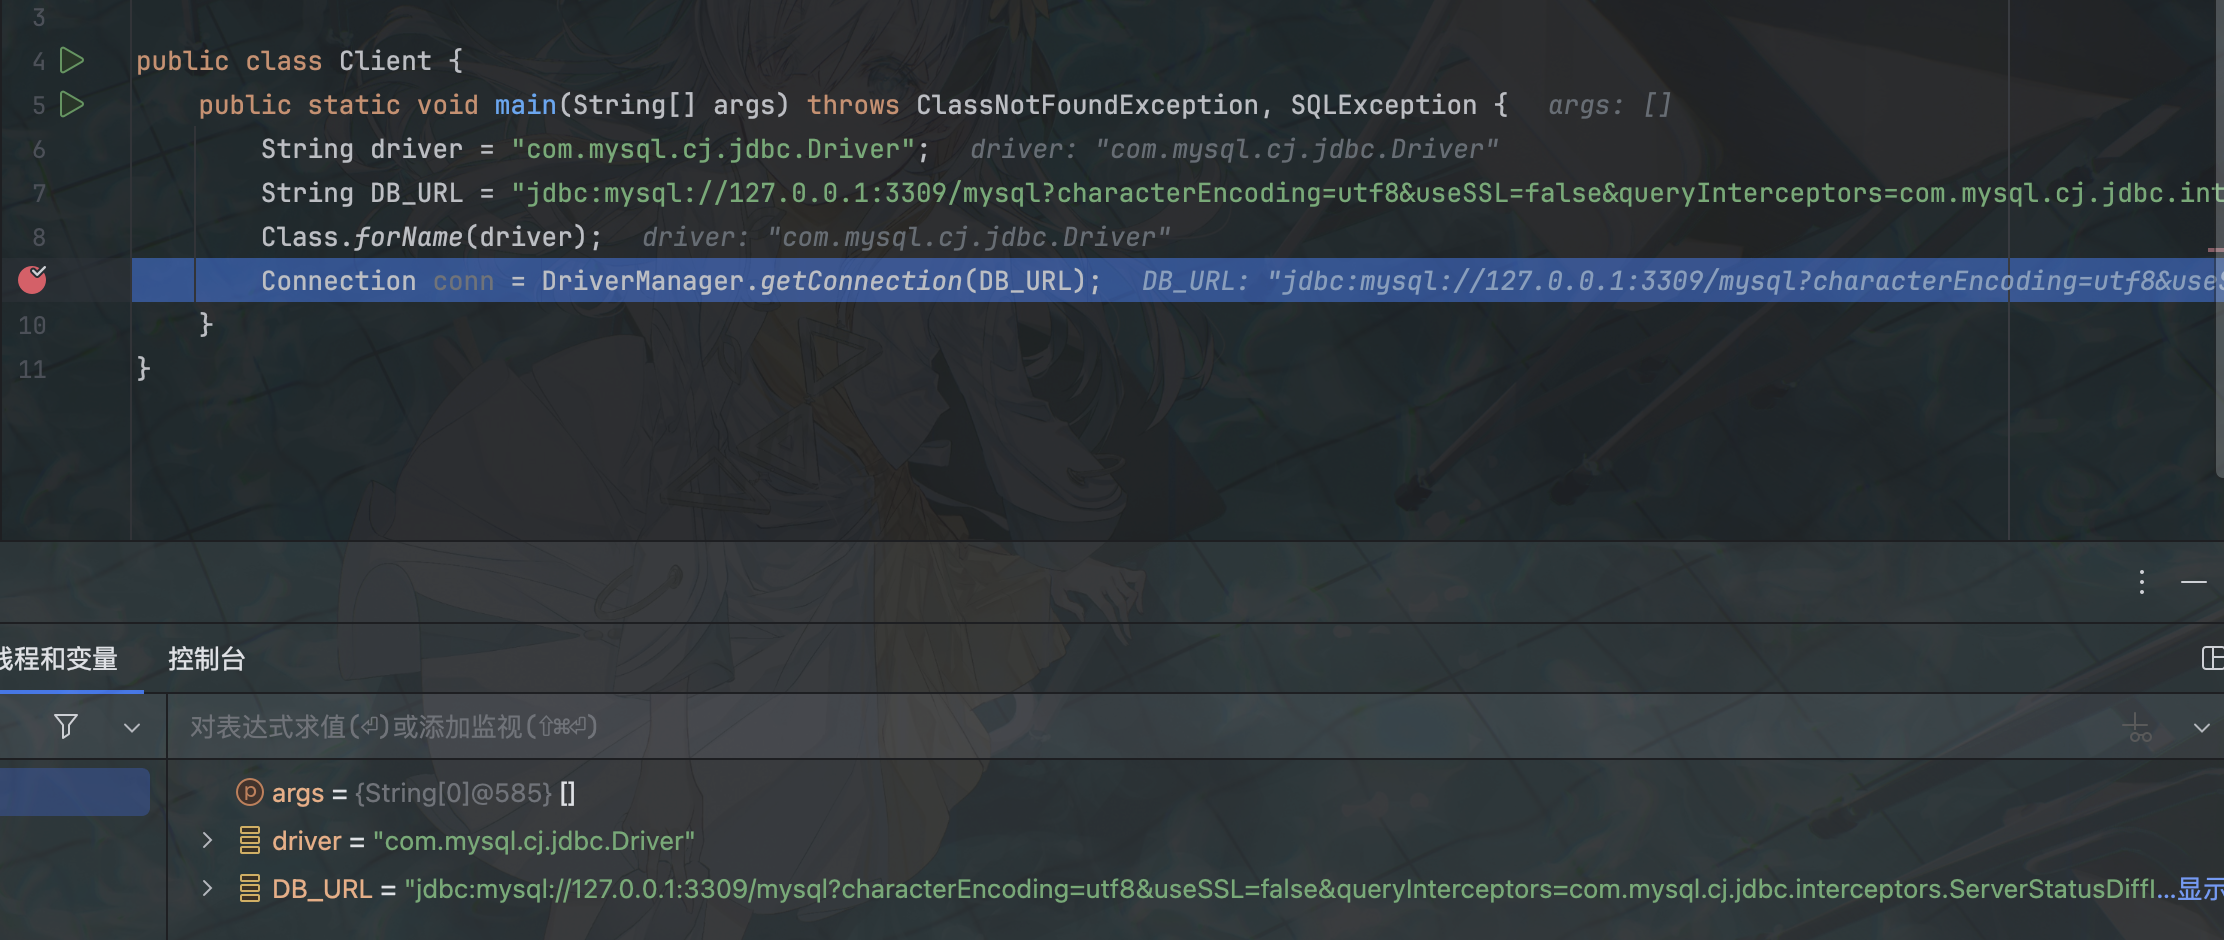 3
4 public class Client {
5 public static void main(String[] args) throws ClassNotFoundException, SQLException { args: []
6 String driver = "com.mysql.cj.jdbc.Driver"; driver: "com.mysql.cj.jdbc.Driver"
7 String DB_URL = "jdbc:mysql://127.0.0.1:3309/mysql?characterEncoding=utf8&useSSL=false&queryInterceptors=com.mysql.cj.jdbc.int
8 Class.forName(driver); driver: "com.mysql.cj.jdbc.Driver"
Connection conn = DriverManager.getConnection(DB_URL); DB_URL: "jdbc:mysql://127.0.0.1:3309/mysql?characterEncoding=utf8&useS
10 }
11 }
线程和变量 控制台
对表达式求值(⏎)或添加监视(⇧⌘⏎)
p args = {String[0]@585} []
driver = "com.mysql.cj.jdbc.Driver"
DB_URL = "jdbc:mysql://127.0.0.1:3309/mysql?characterEncoding=utf8&useSSL=false&queryInterceptors=com.mysql.cj.jdbc.interceptors.ServerStatusDiffI...显示